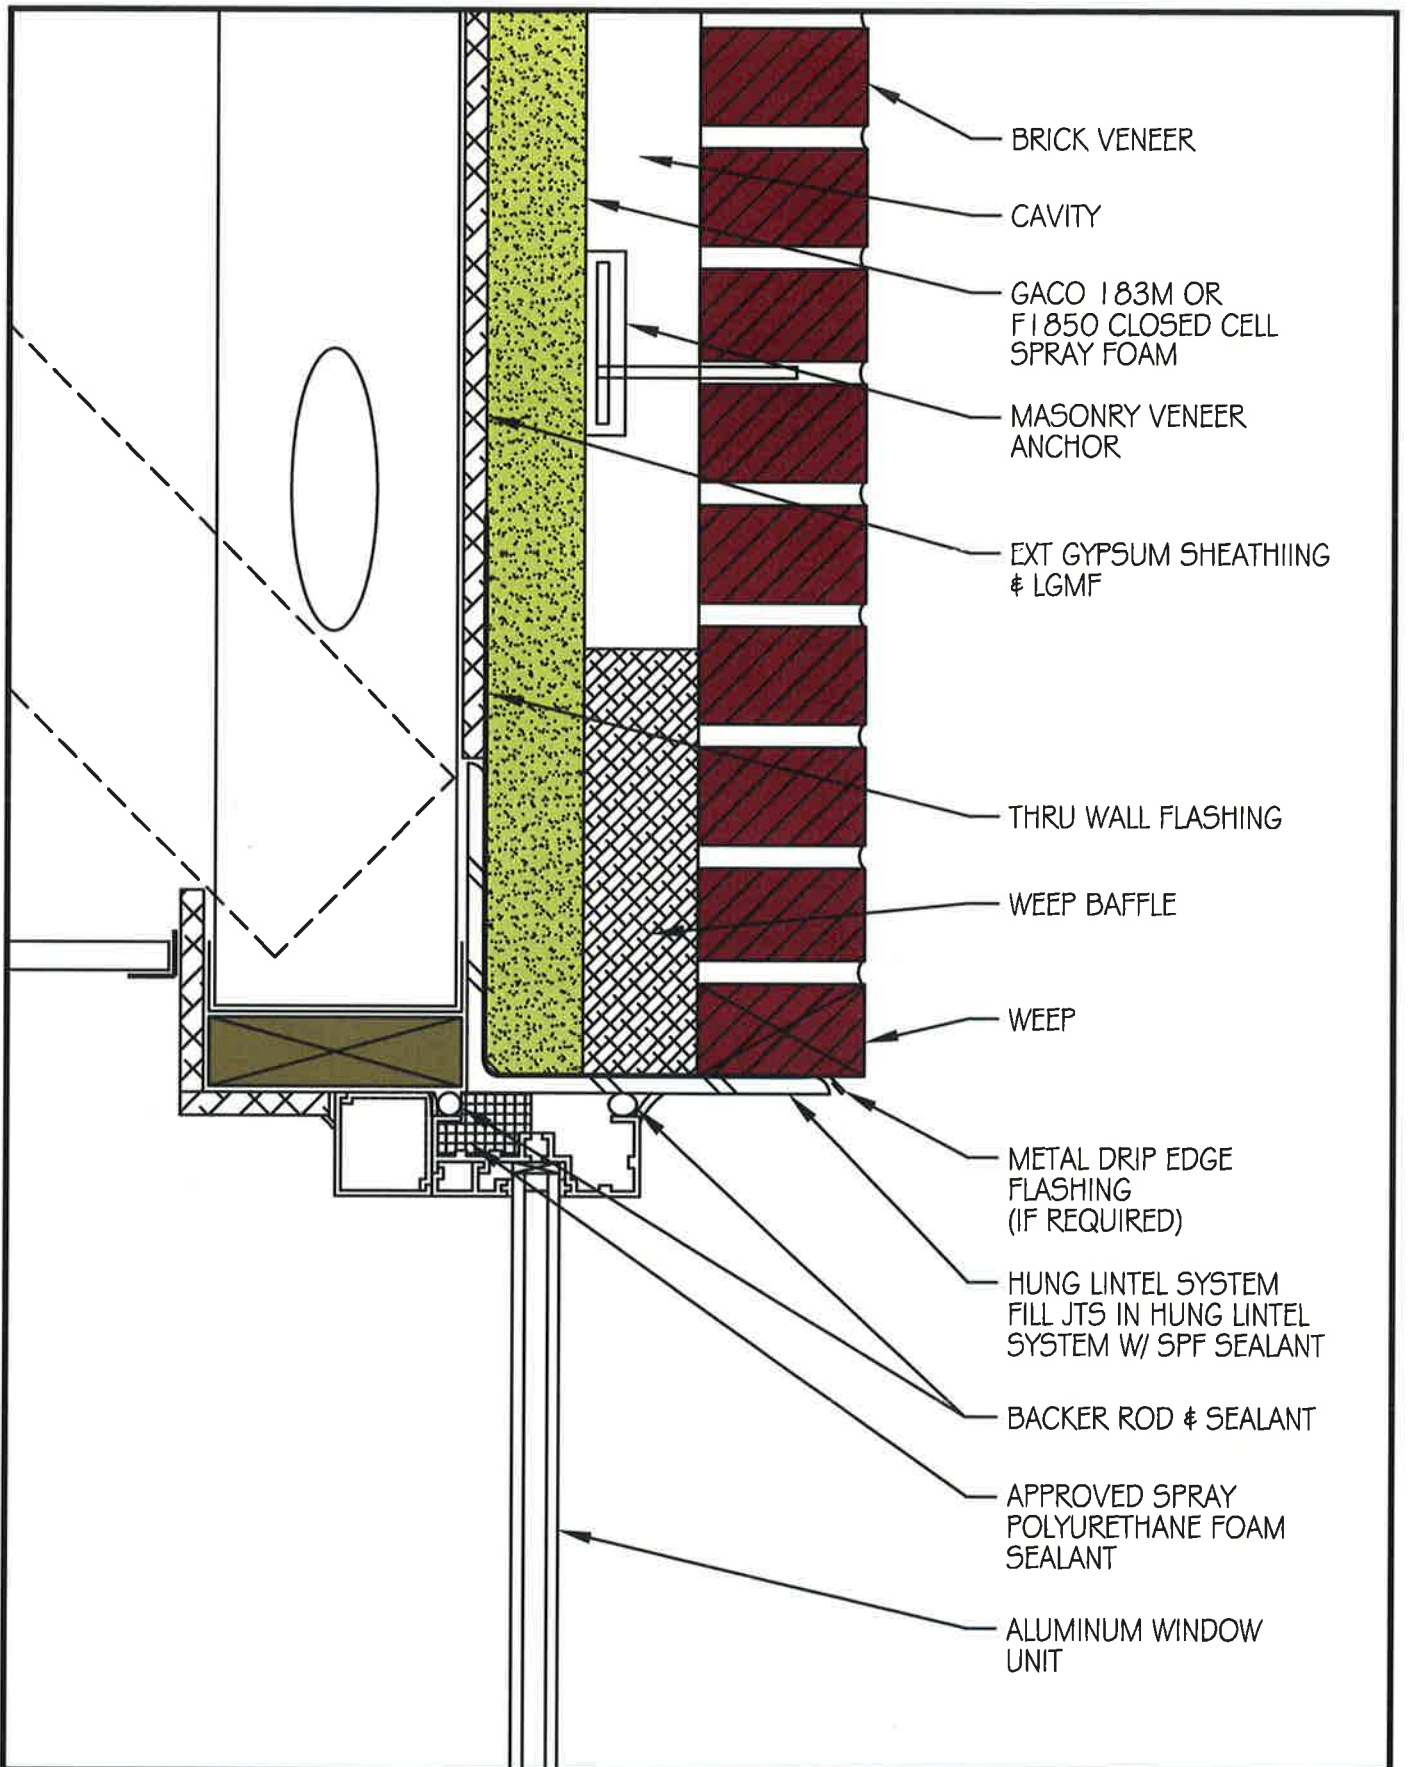 BRICK VENEER
CAVITY
GACO 183M OR
F1850 CLOSED CELL
SPRAY FOAM
MASONRY VENEER
ANCHOR
EXT GYPSUM SHEATHIING
& LGMF
THRU WALL FLASHING
WEEP BAFFLE
WEEP
METAL DRIP EDGE
FLASHING
(IF REQUIRED)
HUNG LINTEL SYSTEM
FILL JTS IN HUNG LINTEL
SYSTEM W/ SPF SEALANT
BACKER ROD & SEALANT
APPROVED SPRAY
POLYURETHANE FOAM
SEALANT
ALUMINUM WINDOW
UNIT